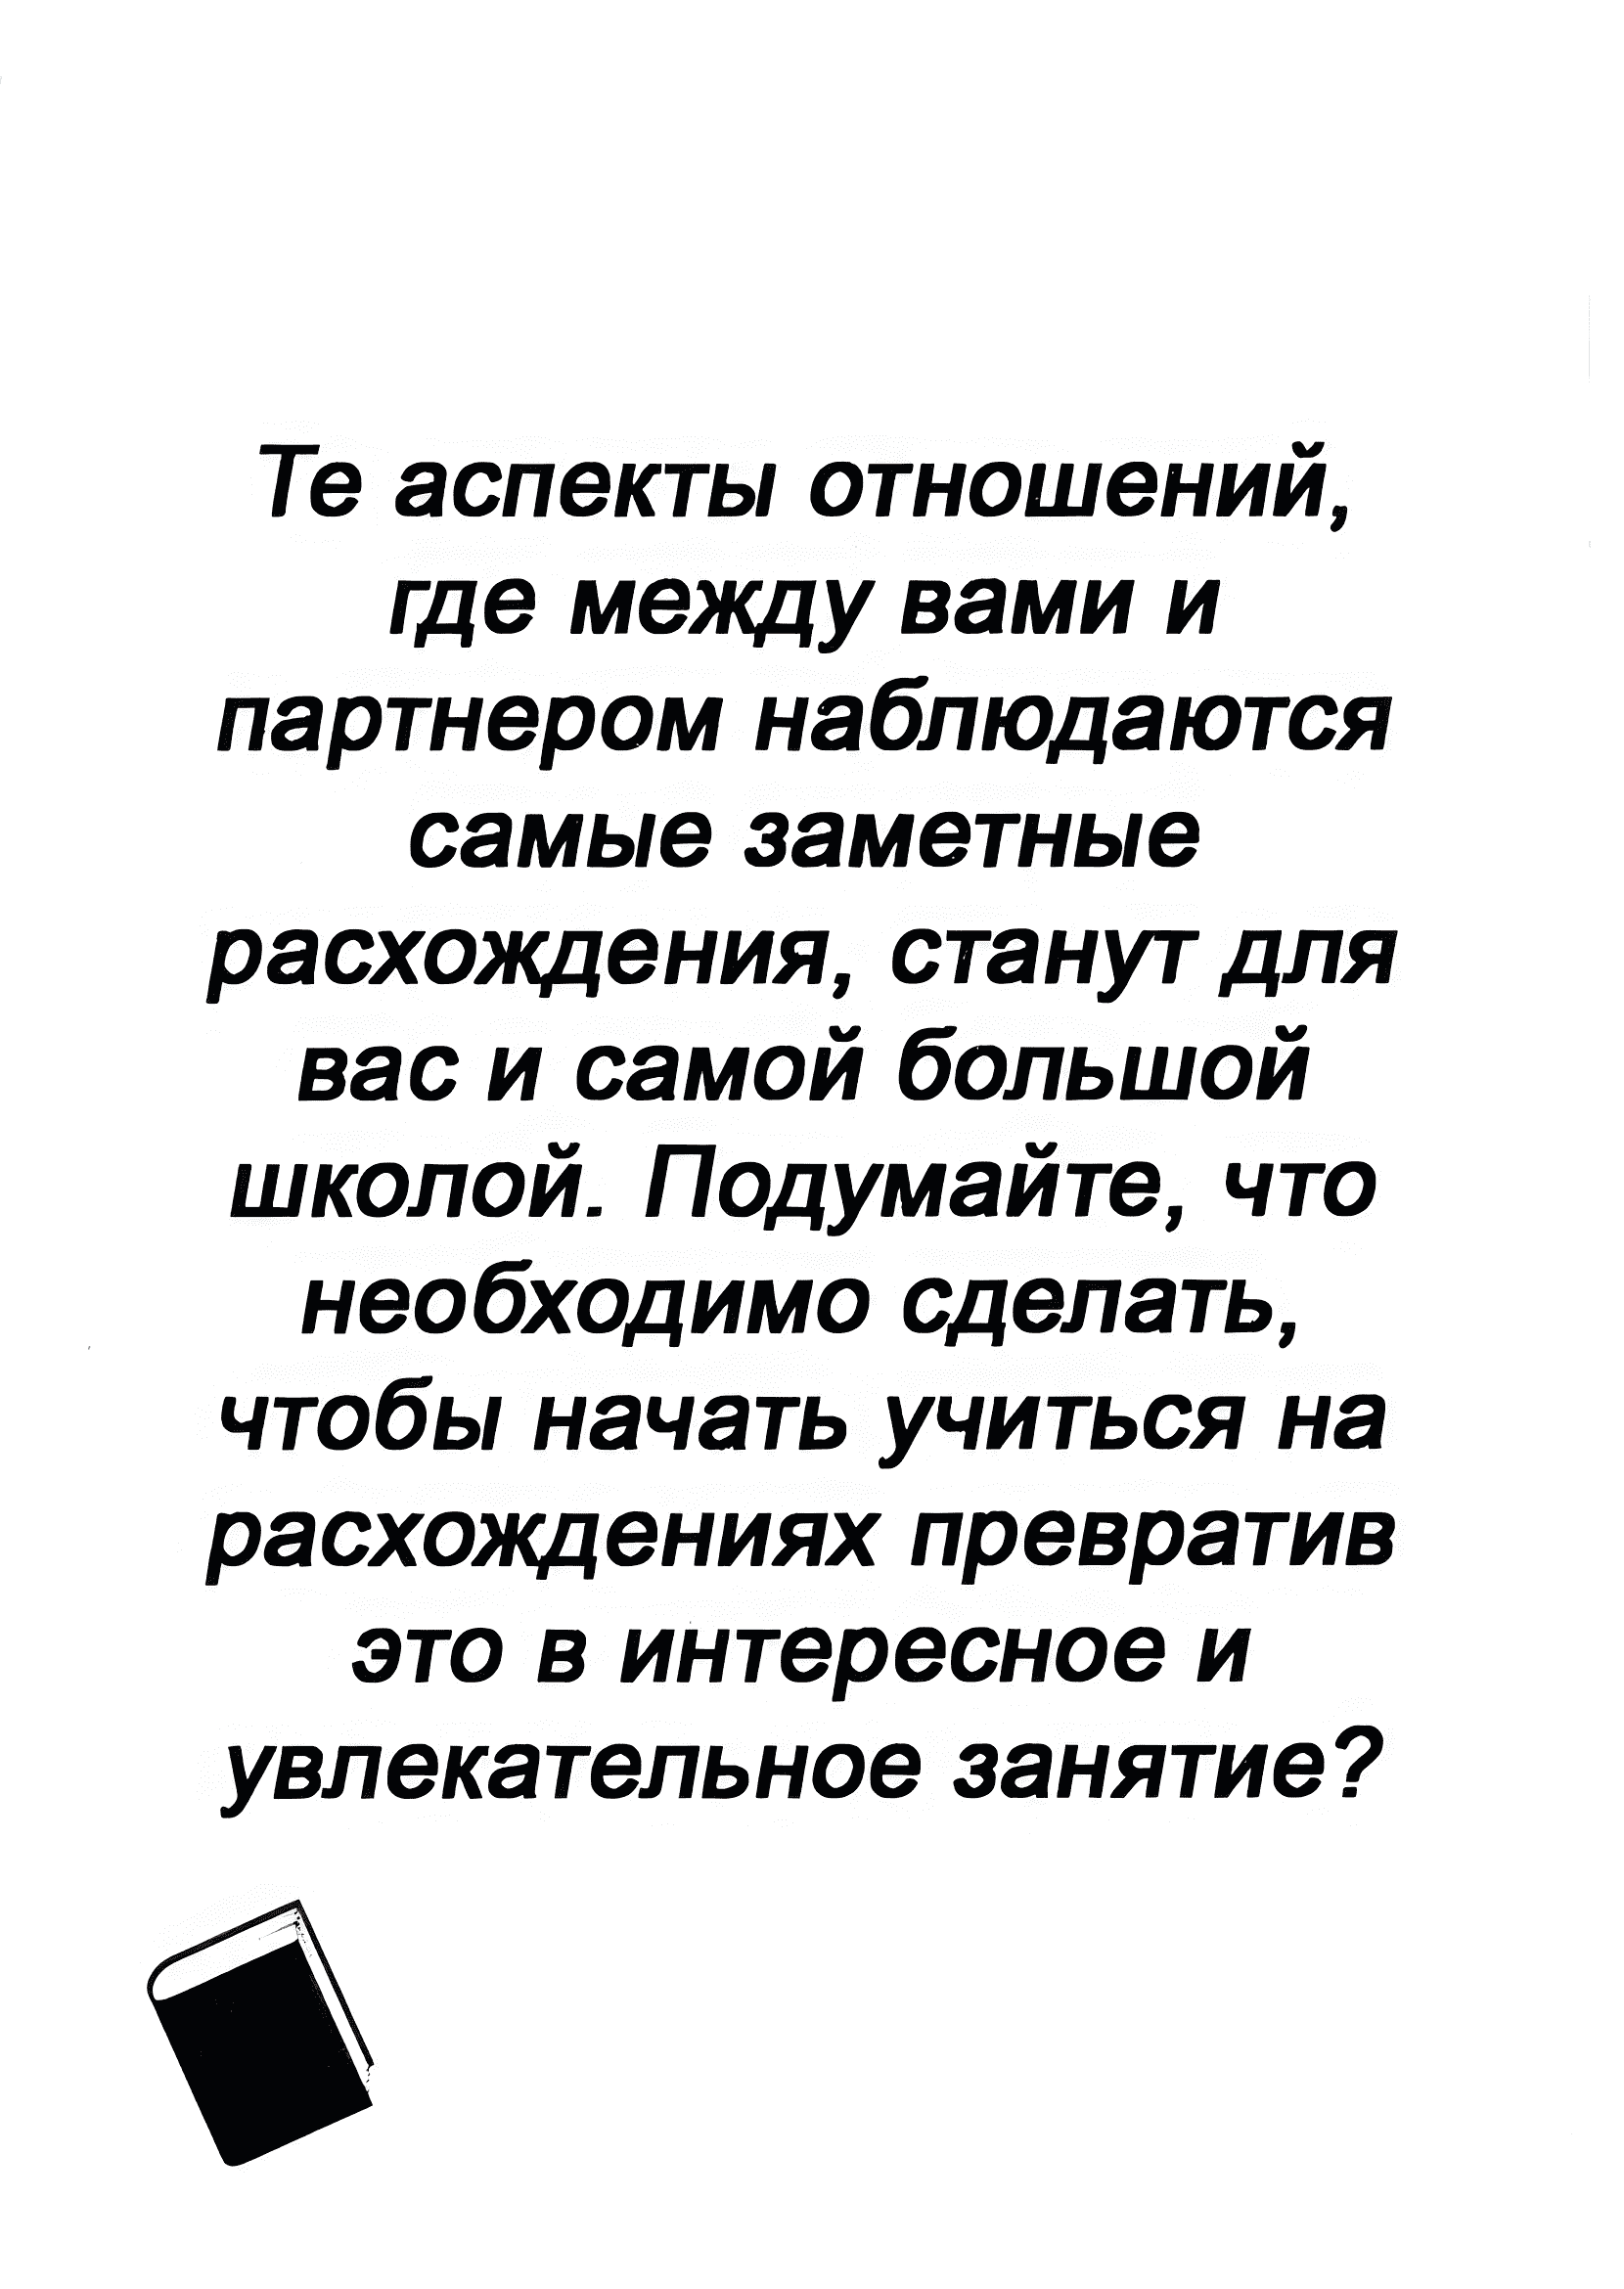 Те аспекты отношений,
где между вами и
партнером наблюдаются
самые заметные
расхождения, станут для
вас и самой большой
школой. Подумайте, что
необходимо сделать,
чтобы начать учиться на
расхождениях превратив
это в интересное и
увлекательное занятие?